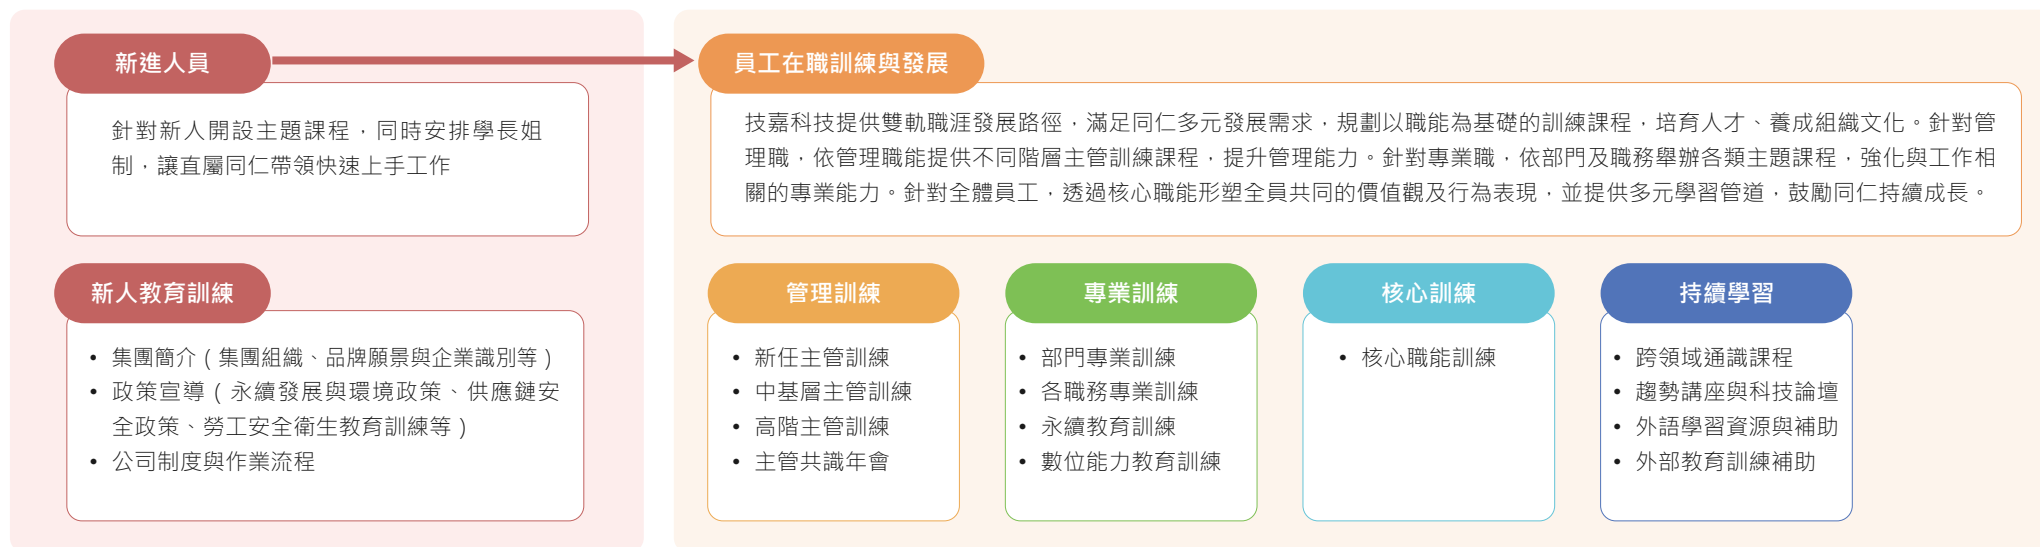 新進人員
針對新人開設主題課程，同時安排學長姐
制，讓直屬同仁帶領快速上手工作
新人教育訓練
• 集團簡介（集團組織、品牌願景與企業識別等）
• 政策宣導（永續發展與環境政策、供應鏈安
全政策、勞工安全衛生教育訓練等）
• 公司制度與作業流程
員工在職訓練與發展
技嘉科技提供雙軌職涯發展路徑，滿足同仁多元發展需求，規劃以職能為基礎的訓練課程，培育人才、養成組織文化。針對管
理職，依管理職能提供不同階層主管訓練課程，提升管理能力。針對專業職，依部門及職務舉辦各類主題課程，強化與工作相
關的專業能力。針對全體員工，透過核心職能形塑全員共同的價值觀及行為表現，並提供多元學習管道，鼓勵同仁持續成長。
管理訓練
• 新任主管訓練
• 中基層主管訓練
• 高階主管訓練
• 主管共識年會
專業訓練
• 部門專業訓練
• 各職務專業訓練
• 永續教育訓練
• 數位能力教育訓練
核心訓練
• 核心職能訓練
持續學習
• 跨領域通識課程
• 趨勢講座與科技論壇
• 外語學習資源與補助
• 外部教育訓練補助